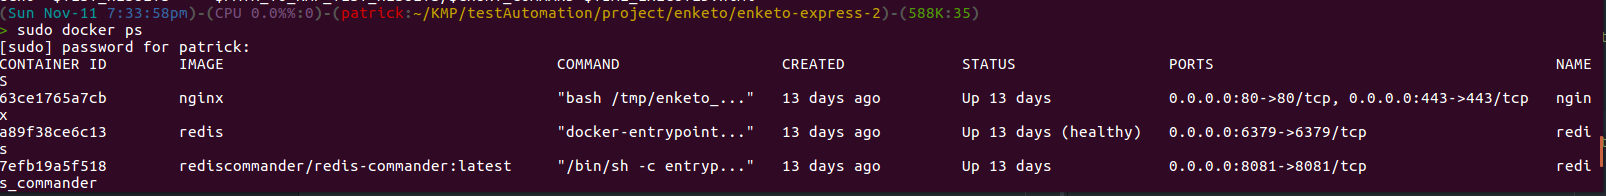 (Sun Nov-11 7:33:58pm)-(CPU 0.0%%:0)-(patrick:~/KMP/testAutomation/project/enketo/enketo-express-2)-(588K:35)
> sudo docker ps
[sudo] password for patrick:
CONTAINER ID IMAGE COMMAND CREATED STATUS PORTS NAME
S
63ce1765a7cb nginx "bash /tmp/enketo_..." 13 days ago Up 13 days 0.0.0.0:80->80/tcp, 0.0.0.0:443->443/tcp ngin
x
a89f38ce6c13 redis "docker-entrypoint..." 13 days ago Up 13 days (healthy) 0.0.0.0:6379->6379/tcp redi
s
7efb19a5f518 rediscommander/redis-commander:latest "/bin/sh -c entryp..." 13 days ago Up 13 days 0.0.0.0:8081->8081/tcp redi
s_commander